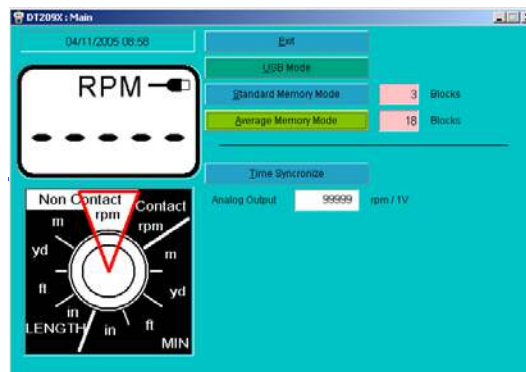 DT209X : Main
04/11/2005 08:58
Exit
USB Mode
Standard Memory Mode 3 Blocks
Average Memory Mode 18 Blocks
Time Syncronize
Analog Output 99999 rpm / 1V
RPM
- - - - -
Non Contact
rpm
Contact
rpm
m
m
yd
yd
ft
ft
in
in
LENGTH
MIN